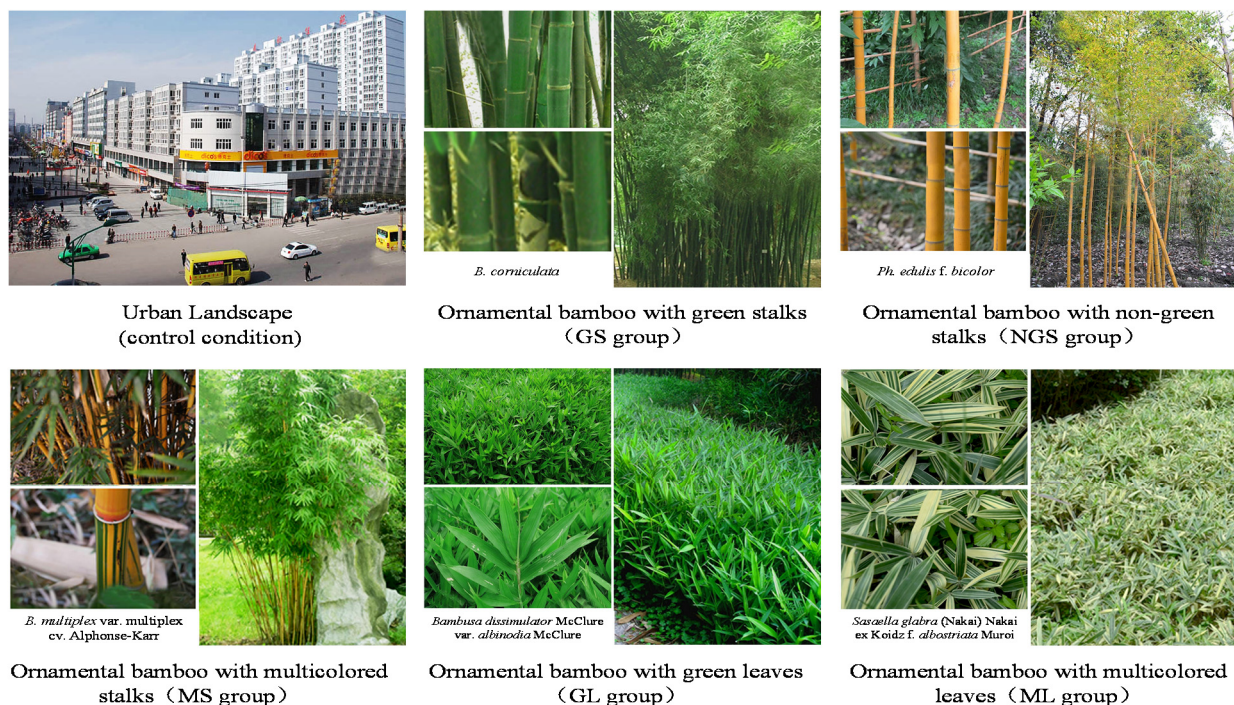 dicos
B. corniculata
Ph. edulis f. bicolor
Urban Landscape
(control condition)
Ornamental bamboo with green stalks
（GS group）
Ornamental bamboo with non-green
stalks（NGS group）
B. multiplex var. multiplex
cv. Alphonse-Karr
Bambusa dissimulator McClure
var. albinodia McClure
Sasaella glabra (Nakai) Nakai
ex Koidz f. albostriata Muroi
Ornamental bamboo with multicolored
stalks（MS group）
Ornamental bamboo with green leaves
（GL group）
Ornamental bamboo with multicolored
leaves（ML group）